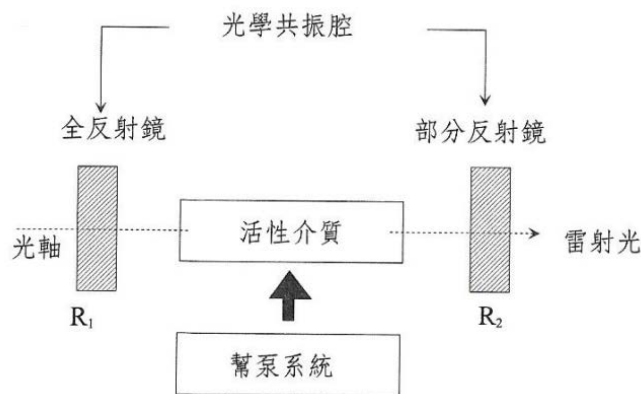 光學共振腔
全反射鏡
部分反射鏡
活性介質
光軸
雷射光
R₁
R₂
幫泵系統